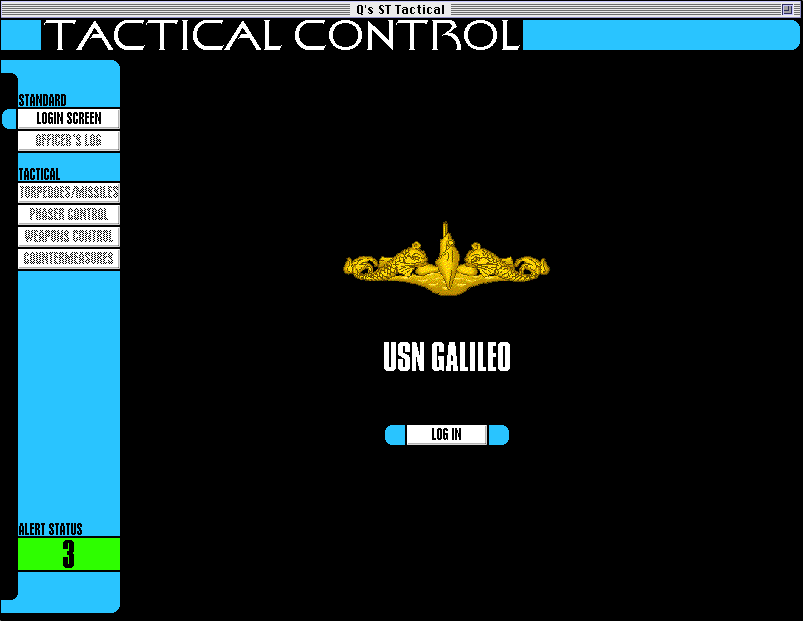 Q's ST Tactical
TACTICAL CONTROL
STANDARD
LOGIN SCREEN
OFFICER'S LOG
TACTICAL
TORPEDOES/MISSILES
PHASER CONTROL
WEAPONS CONTROL
COUNTERMEASURES
USN GALILEO
LOG IN
ALERT STATUS
3